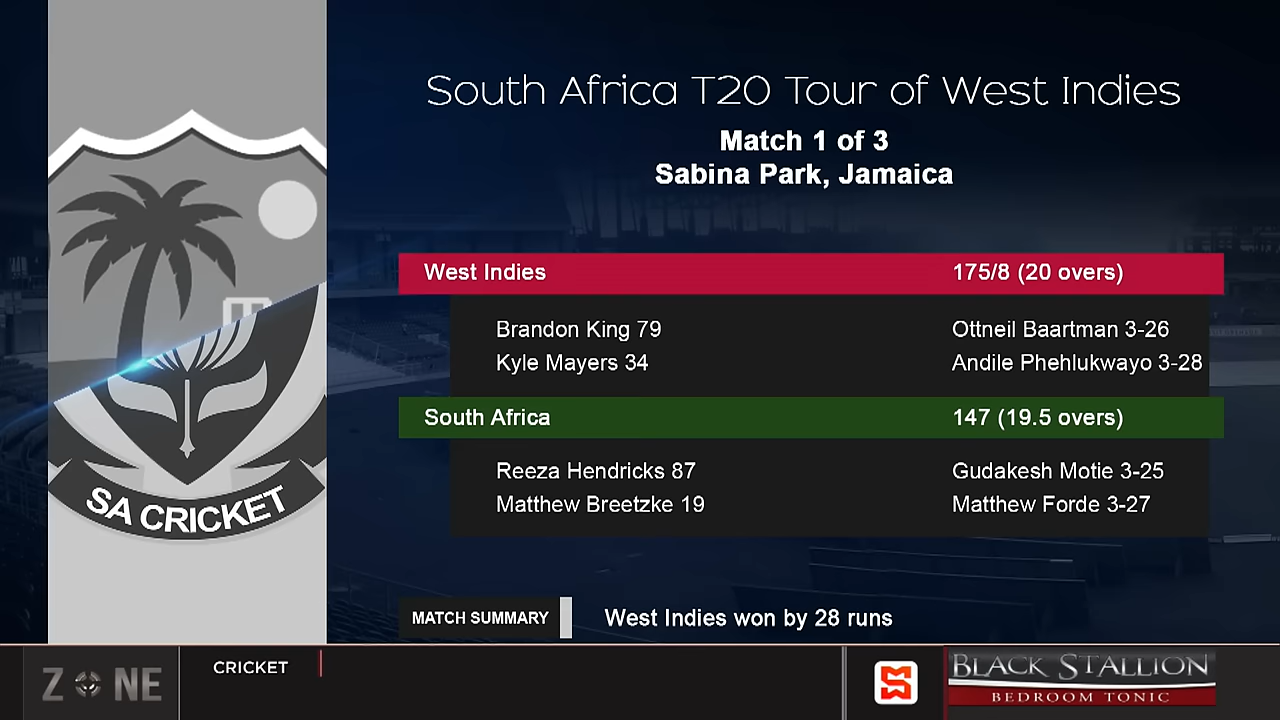 South Africa T20 Tour of West Indies
Match 1 of 3
Sabina Park, Jamaica
West Indies 175/8 (20 overs)
Brandon King 79 Ottneil Baartman 3-26
Kyle Mayers 34 Andile Phehlukwayo 3-28
South Africa 147 (19.5 overs)
Reeza Hendricks 87 Gudakesh Motie 3-25
Matthew Breetzke 19 Matthew Forde 3-27
SA CRICKET
MATCH SUMMARY West Indies won by 28 runs
ZONE CRICKET
BLACK STALLION
BEDROOM TONIC